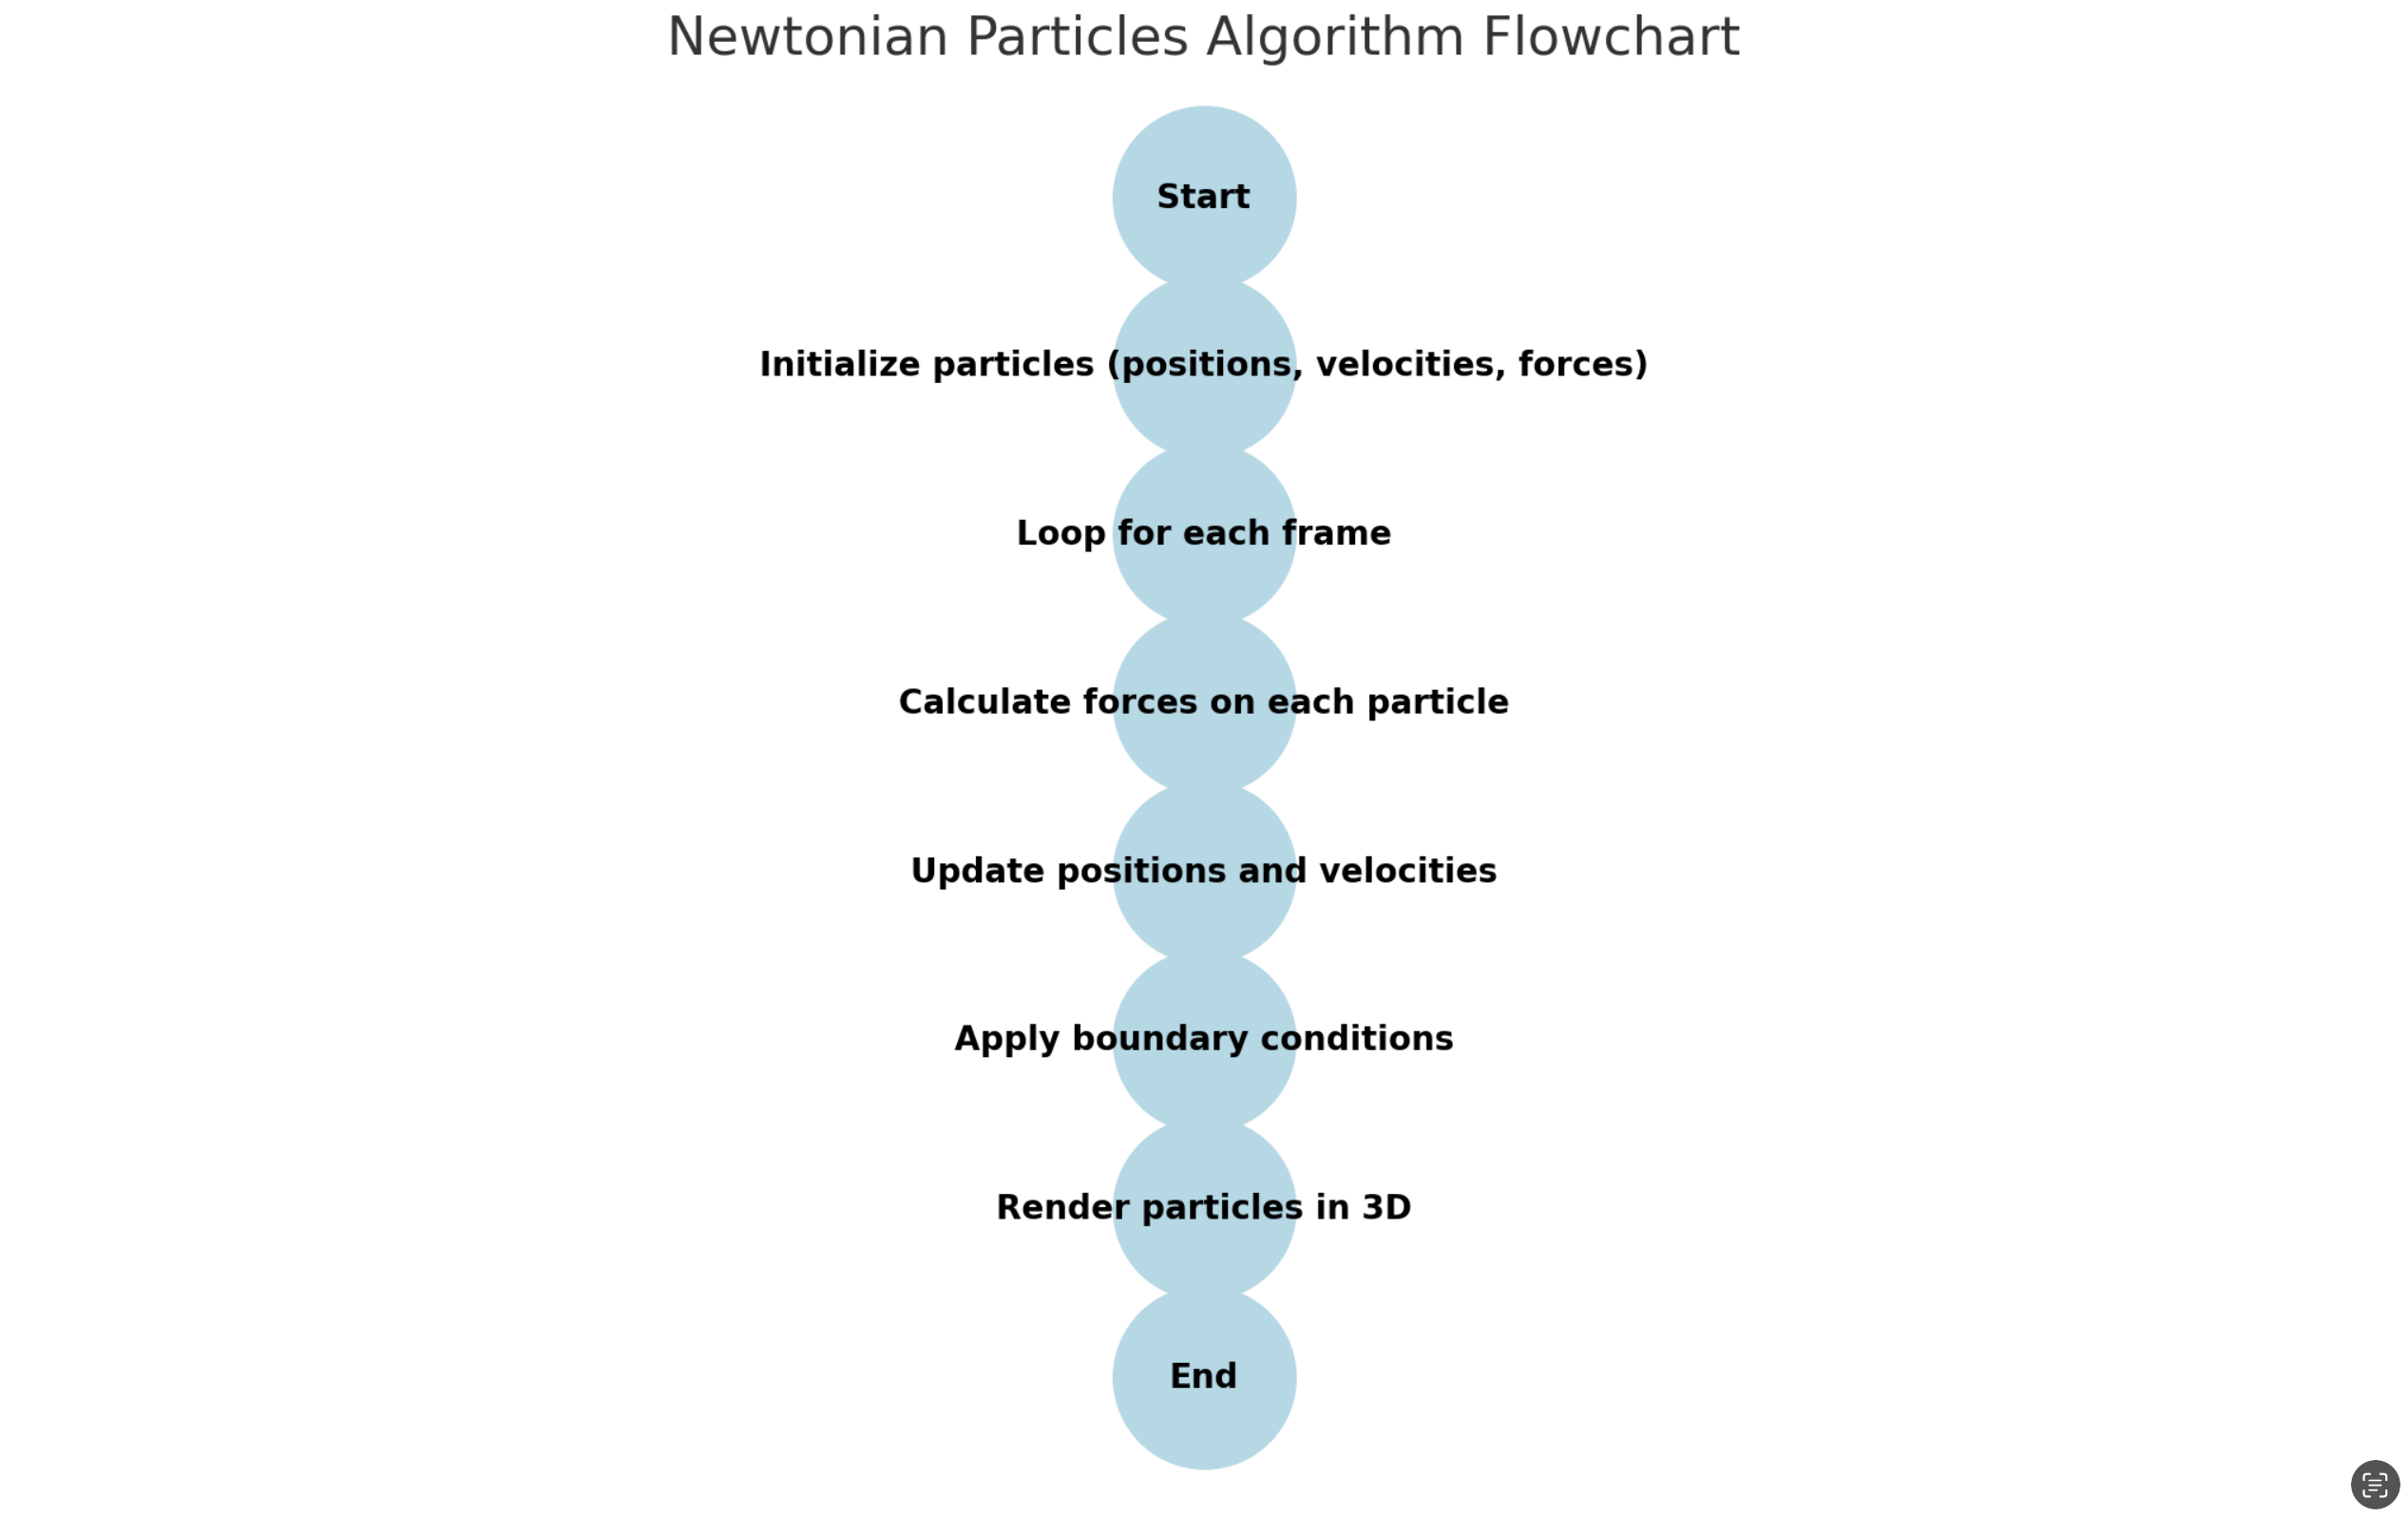 Newtonian Particles Algorithm Flowchart
Start
Initialize particles (positions, velocities, forces)
Loop for each frame
Calculate forces on each particle
Update positions and velocities
Apply boundary conditions
Render particles in 3D
End